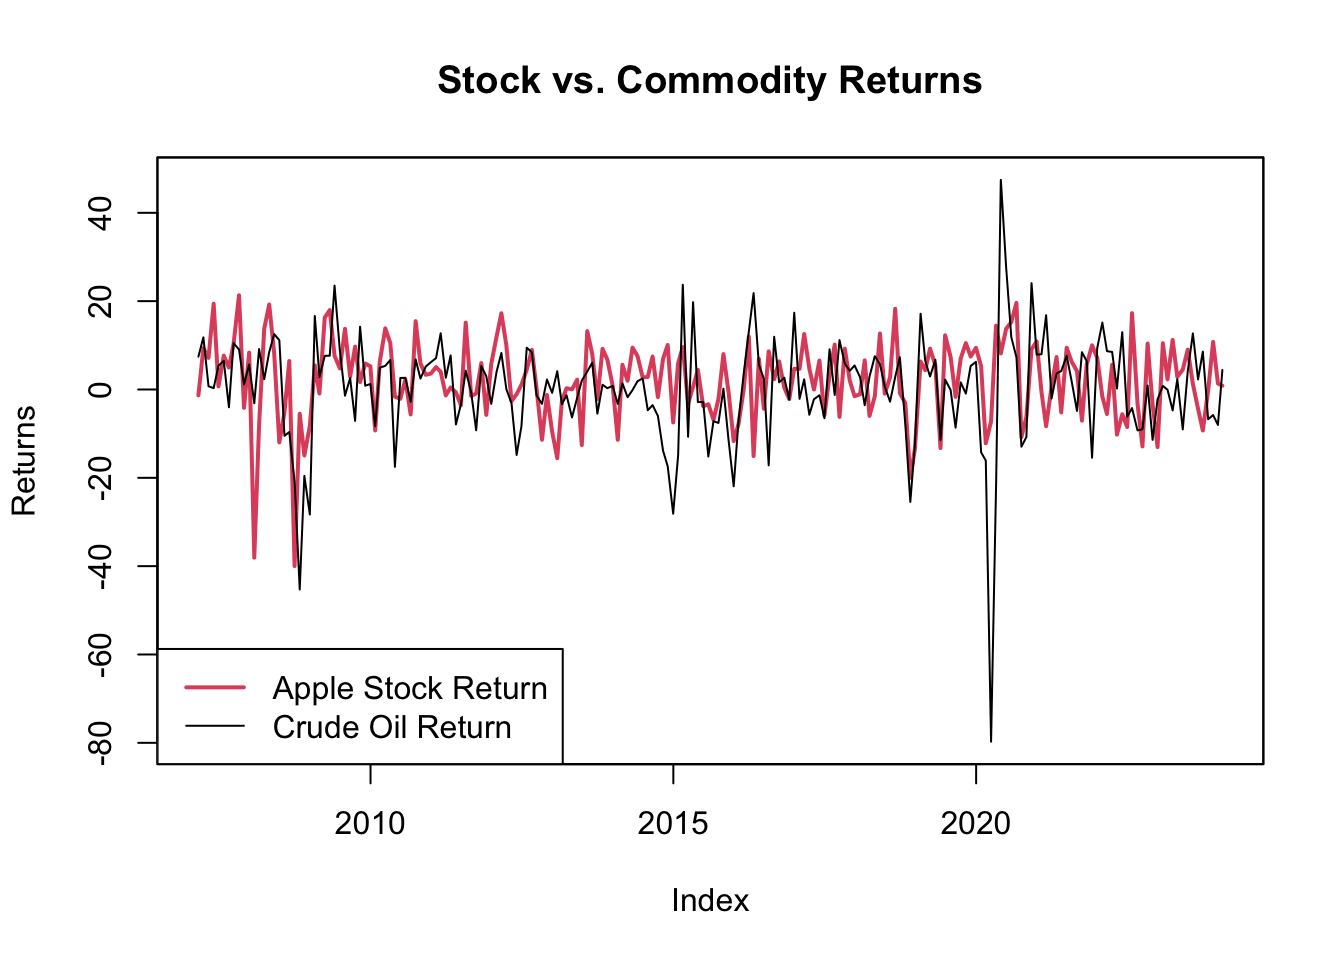 Stock vs. Commodity Returns
Returns
40
20
0
-20
-40
-60
-80
Apple Stock Return
Crude Oil Return
2010 2015 2020
Index